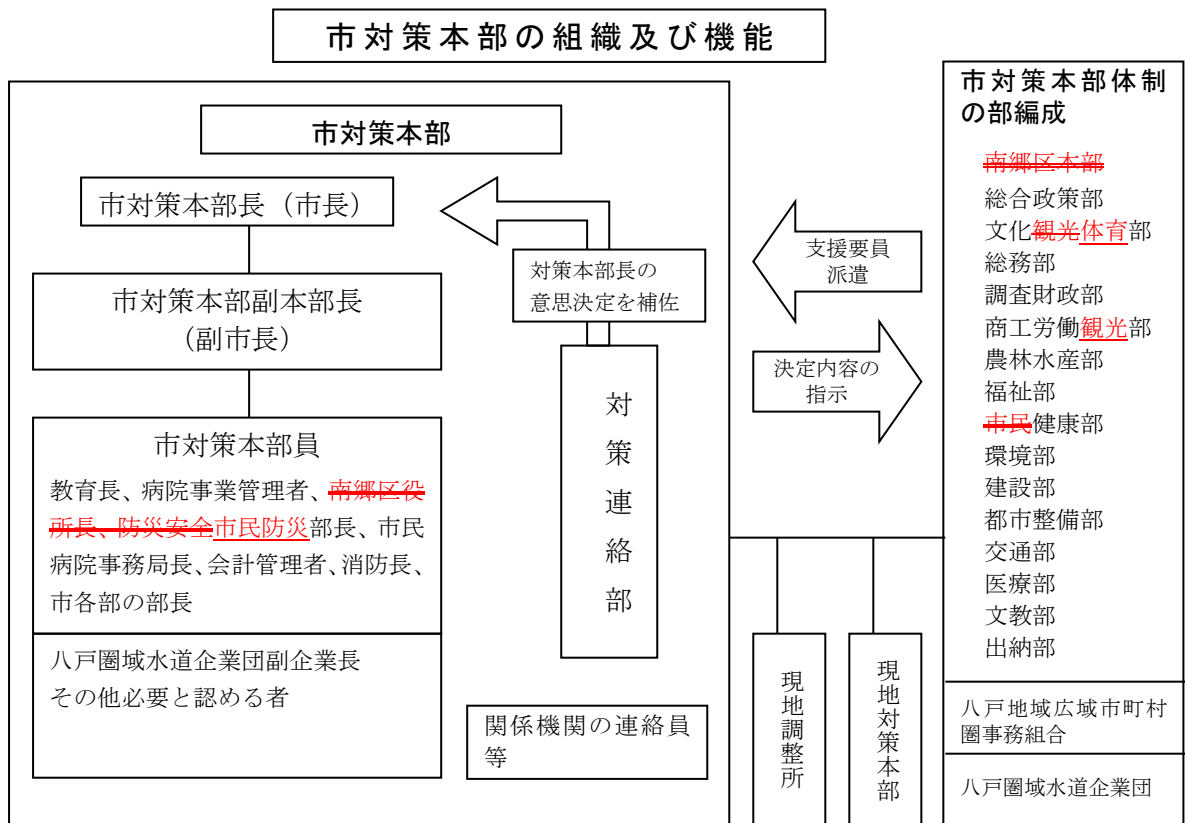 市対策本部の組織及び機能
市対策本部
市対策本部長（市長）
市対策本部副本部長
（副市長）
市対策本部員
教育長、病院事業管理者、南郷区役
所長、防災安全市民防災部長、市民
病院事務局長、会計管理者、消防長、
市各部の部長
八戸圏域水道企業団副企業長
その他必要と認める者
対策本部長の
意思決定を補佐
対策連絡部
関係機関の連絡員
等
支援要員
派遣
決定内容の
指示
現地調整所
現地対策本部
市対策本部体制
の部編成
南郷区本部
総合政策部
文化観光体育部
総務部
調査財政部
商工労働観光部
農林水産部
福祉部
市民健康部
環境部
建設部
都市整備部
交通部
医療部
文教部
出納部
八戸地域広域市町村
圏事務組合
八戸圏域水道企業団